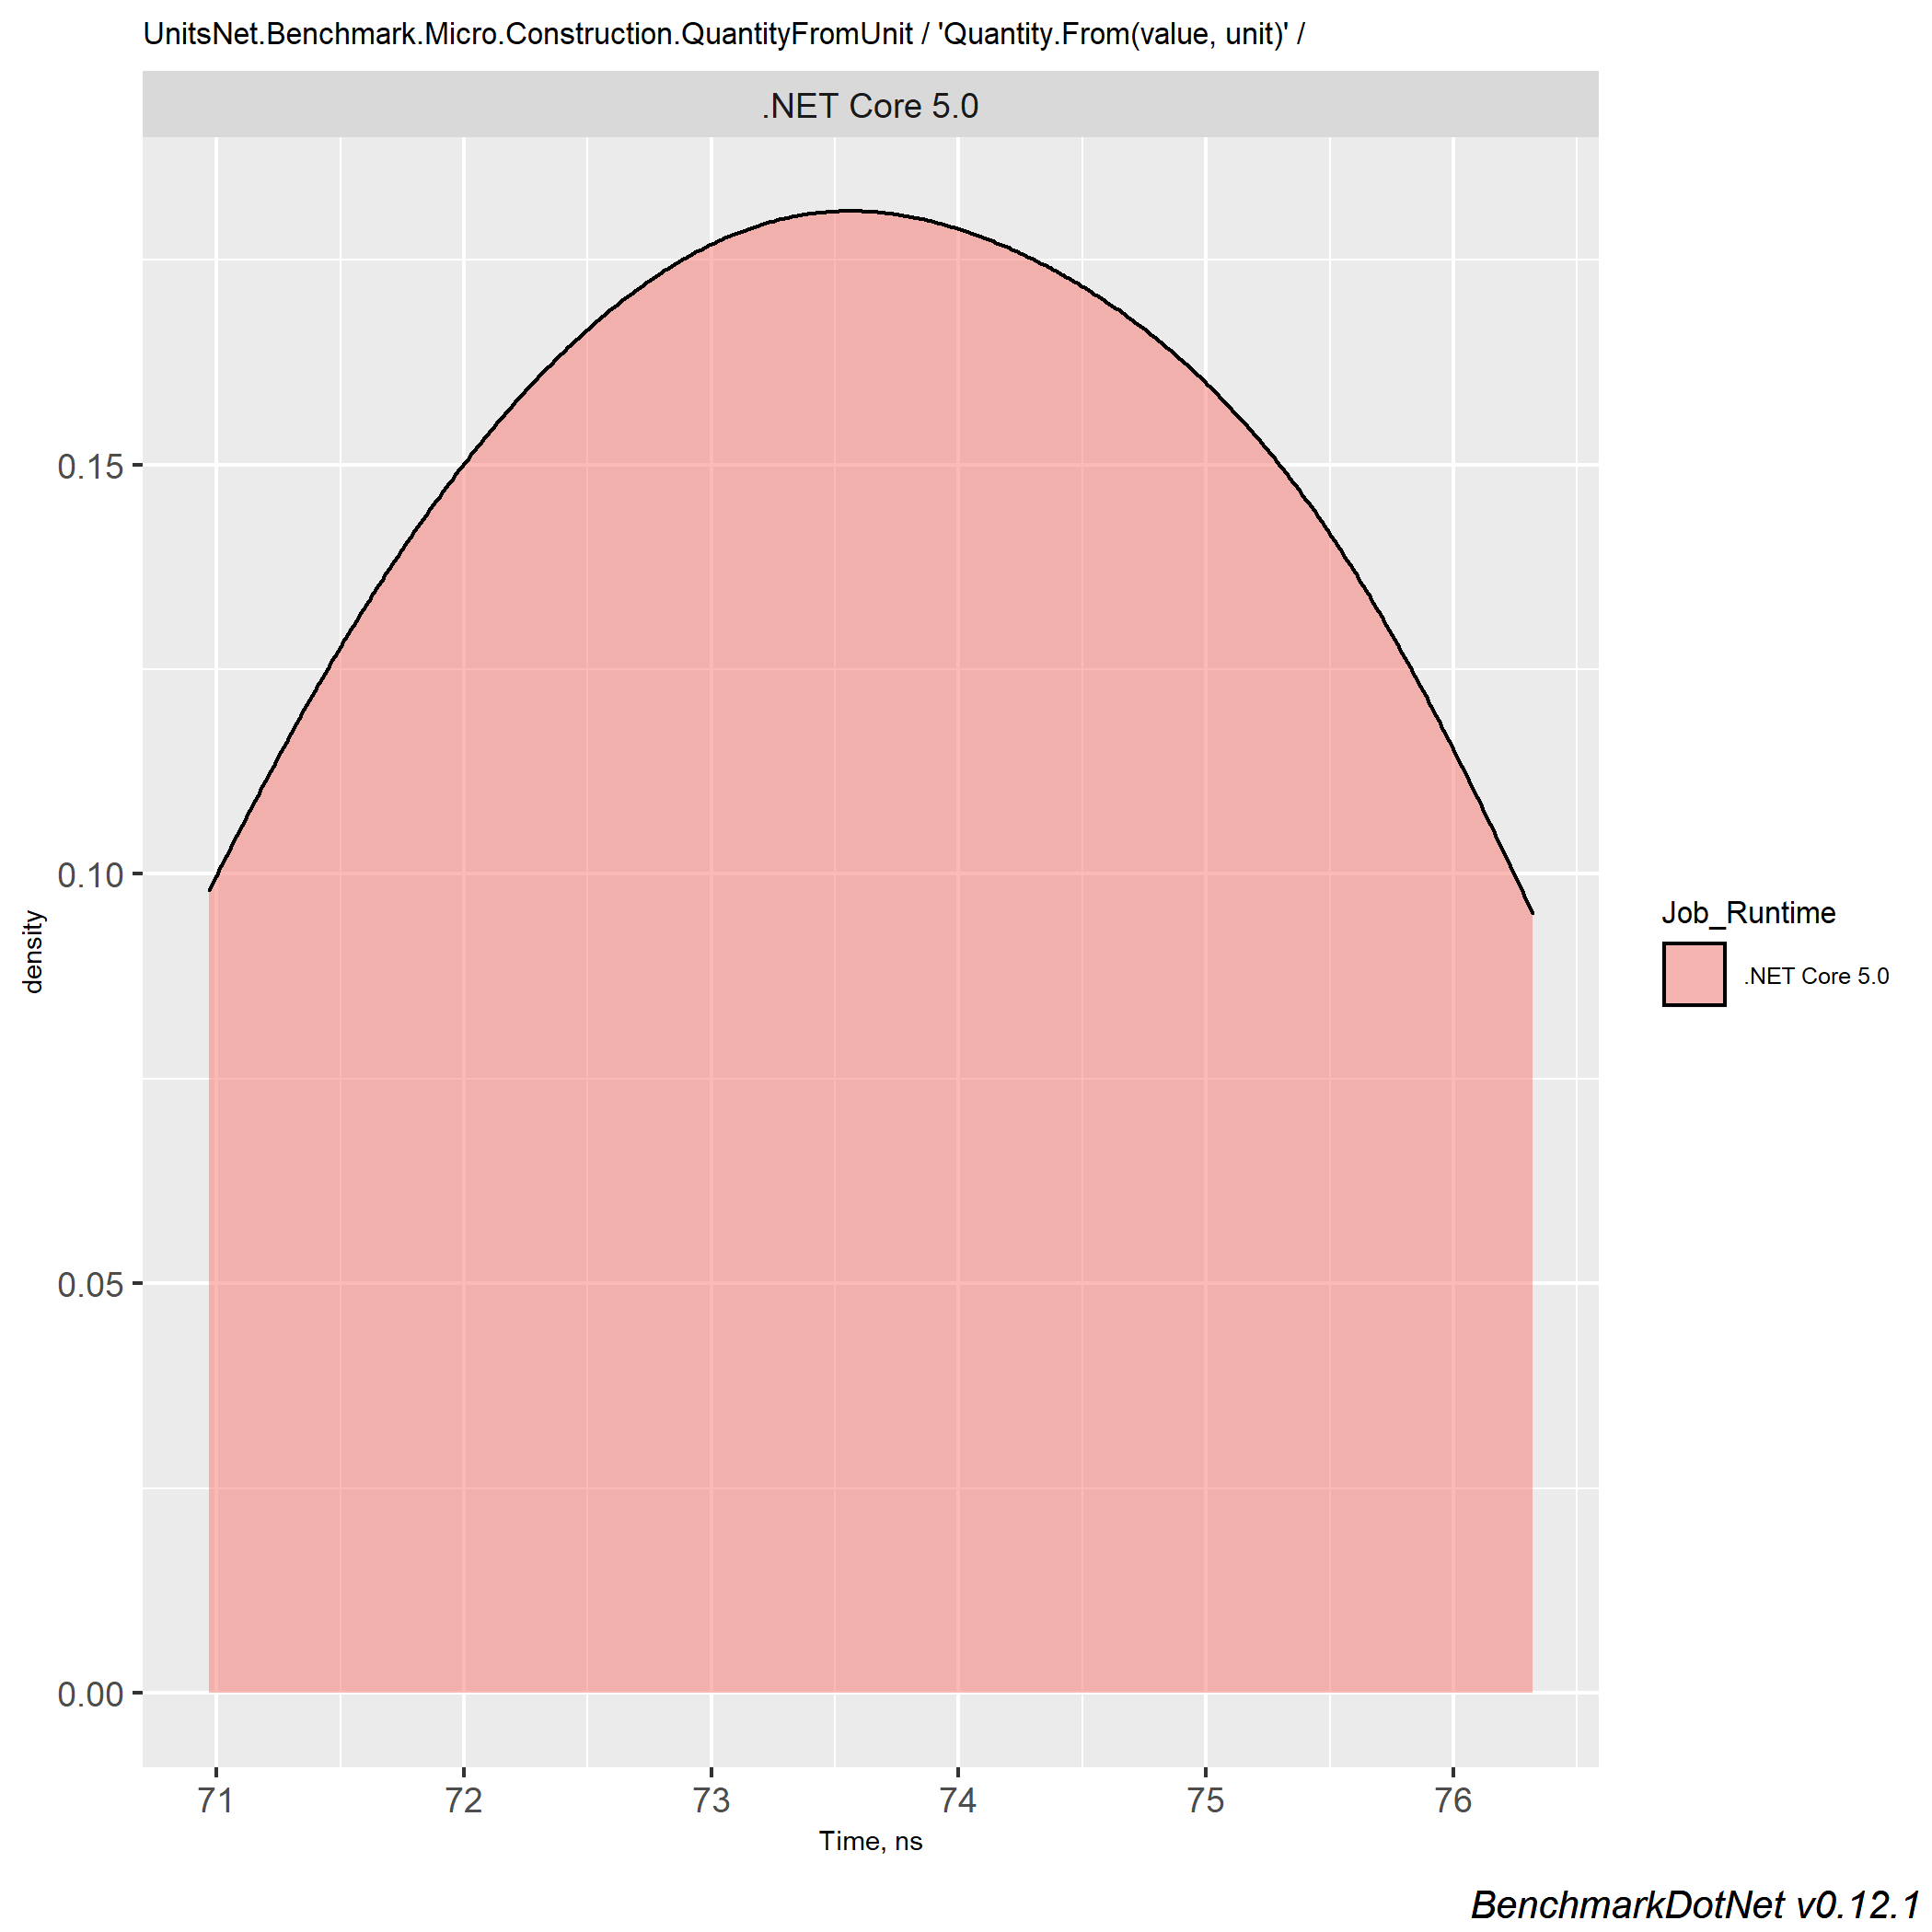 UnitsNet.Benchmark.Micro.Construction.QuantityFromUnit / 'Quantity.From(value, unit)' /
.NET Core 5.0
0.15
0.10
0.05
0.00
density
71 72 73 74 75 76
Time, ns
Job_Runtime
.NET Core 5.0
BenchmarkDotNet v0.12.1